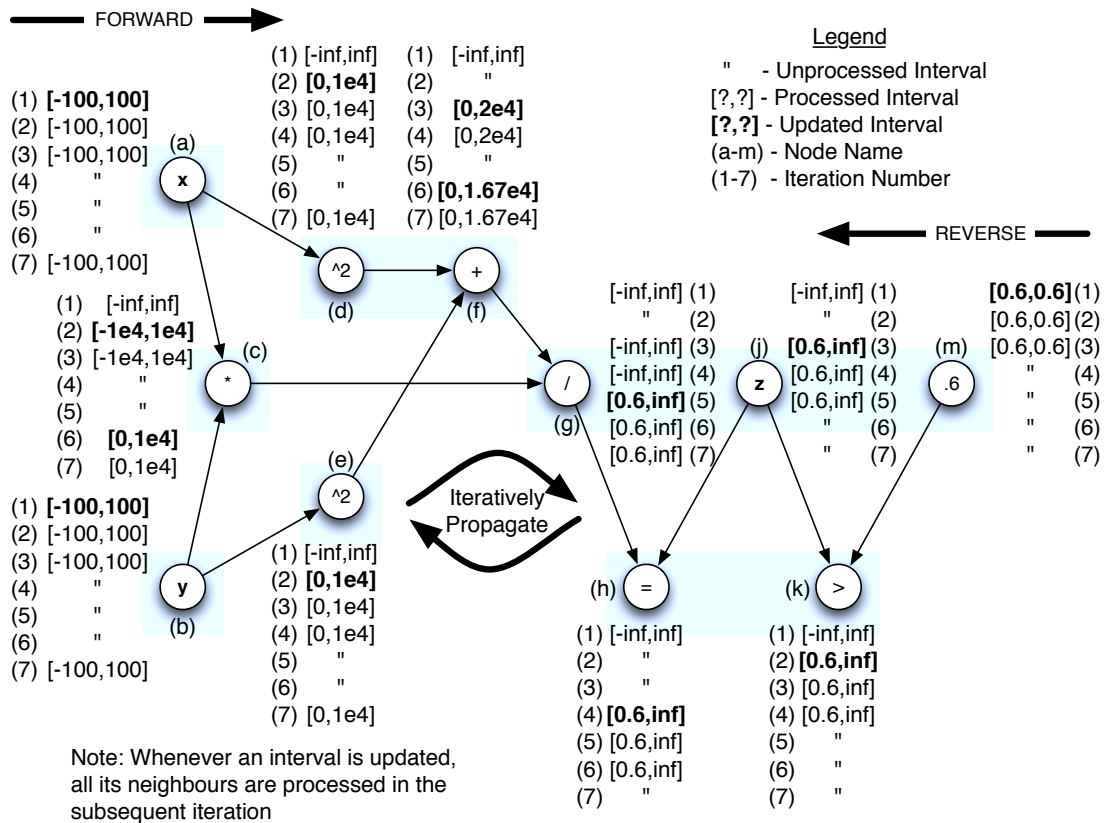 FORWARD
Legend
" - Unprocessed Interval
[?,?] - Processed Interval
[?,?] - Updated Interval
(a-m) - Node Name
(1-7) - Iteration Number
(1) [-100,100]
(2) [-100,100]
(3) [-100,100]
(4) "
(5) "
(6) "
(7) [-100,100]
(a)
x
(1) [-inf,inf]
(2) [0,1e4]
(3) [0,1e4]
(4) [0,1e4]
(5) "
(6) "
(7) [0,1e4]
^2
(d)
(1) [-inf,inf]
(2) "
(3) [0,2e4]
(4) [0,2e4]
(5) "
(6) [0,1.67e4]
(7) [0,1.67e4]
+
(f)
REVERSE
(1) [-inf,inf]
(2) [-1e4,1e4]
(3) [-1e4,1e4]
(4) "
(5) "
(6) [0,1e4]
(7) [0,1e4]
(c)
*
/
(g)
[-inf,inf] (1)
" (2)
[-inf,inf] (3)
[-inf,inf] (4)
[0.6,inf] (5)
[0.6,inf] (6)
[0.6,inf] (7)
(j)
z
[-inf,inf] (1)
" (2)
[0.6,inf] (3)
[0.6,inf] (4)
[0.6,inf] (5)
" (6)
" (7)
(m)
.6
[0.6,0.6] (1)
[0.6,0.6] (2)
[0.6,0.6] (3)
" (4)
" (5)
" (6)
" (7)
(1) [-100,100]
(2) [-100,100]
(3) [-100,100]
(4) "
(5) "
(6) "
(7) [-100,100]
y
(b)
(e)
^2
(1) [-inf,inf]
(2) [0,1e4]
(3) [0,1e4]
(4) [0,1e4]
(5) "
(6) "
(7) [0,1e4]
Iteratively
Propagate
(h)
=
(1) [-inf,inf]
(2) "
(3) "
(4) [0.6,inf]
(5) [0.6,inf]
(6) [0.6,inf]
(7) "
(k)
>
(1) [-inf,inf]
(2) [0.6,inf]
(3) [0.6,inf]
(4) [0.6,inf]
(5) "
(6) "
(7) "
Note: Whenever an interval is updated,
all its neighbours are processed in the
subsequent iteration